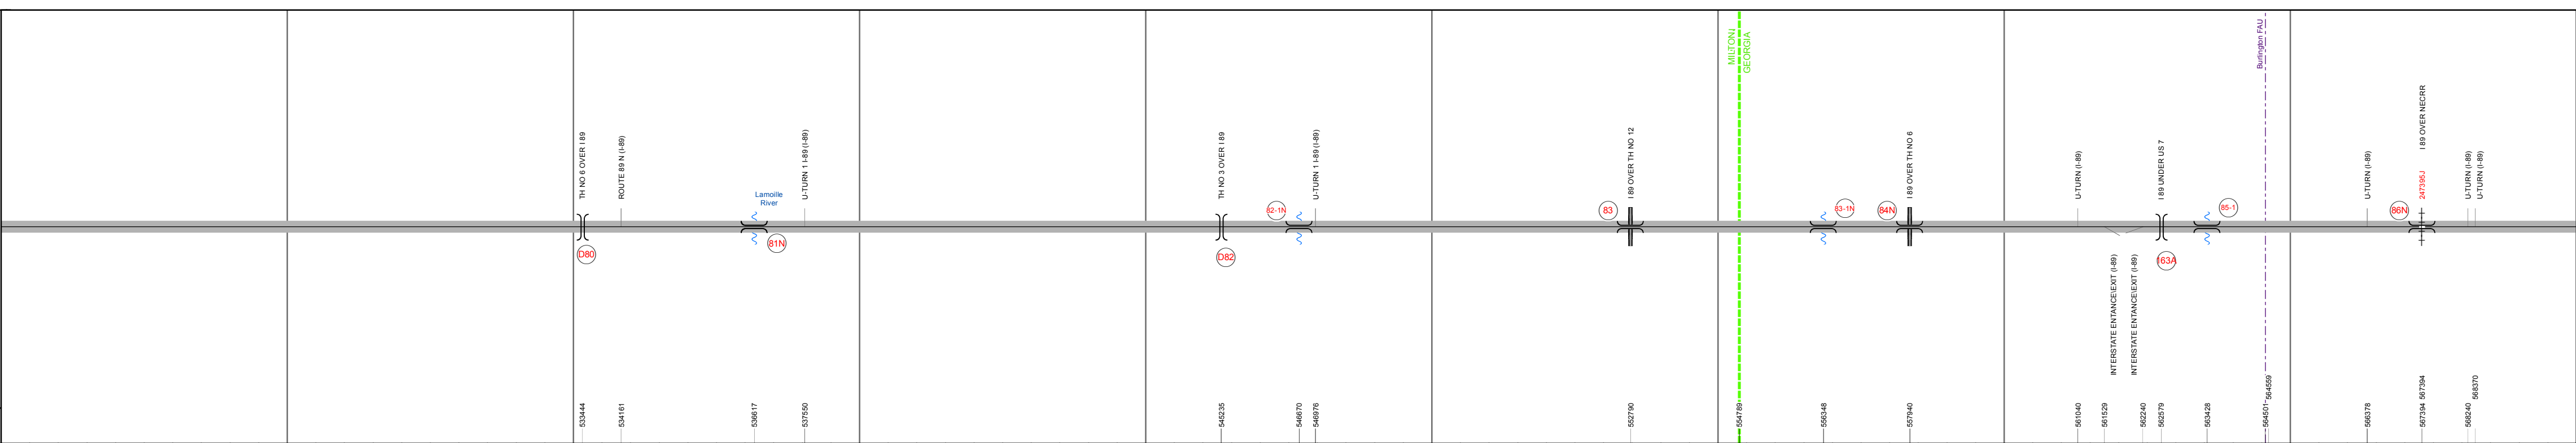 MILTON
GEORGIA
Burlington FAU
TH NO 6 OVER I 89
ROUTE 89 N (I-89)
Lamoille
River
U-TURN 1 I-89 (I-89)
TH NO 3 OVER I 89
U-TURN 1 I-89 (I-89)
I 89 OVER TH NO 12
I 89 OVER TH NO 6
U-TURN (I-89)
I 89 UNDER US 7
U-TURN (I-89)
247395J
I 89 OVER NECRR
U-TURN (I-89)
U-TURN (I-89)
D80
81N
D82
82-1N
83
83-1N
84N
163A
85-1
86N
INTERSTATE ENTANCE\EXIT (I-89)
INTERSTATE ENTANCE\EXIT (I-89)
533444
534161
536617
537550
545235
546670
546976
552790
554789
556348
557940
561040
561529
562240
562579
563428
564501
564559
566378
567394
567394
568240
568370